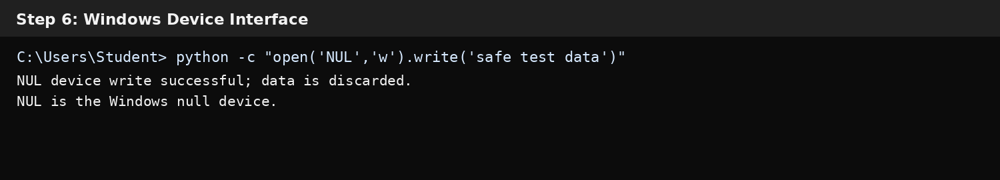 Step 6: Windows Device Interface
C:\Users\Student> python -c "open('NUL','w').write('safe test data')"
NUL device write successful; data is discarded.
NUL is the Windows null device.